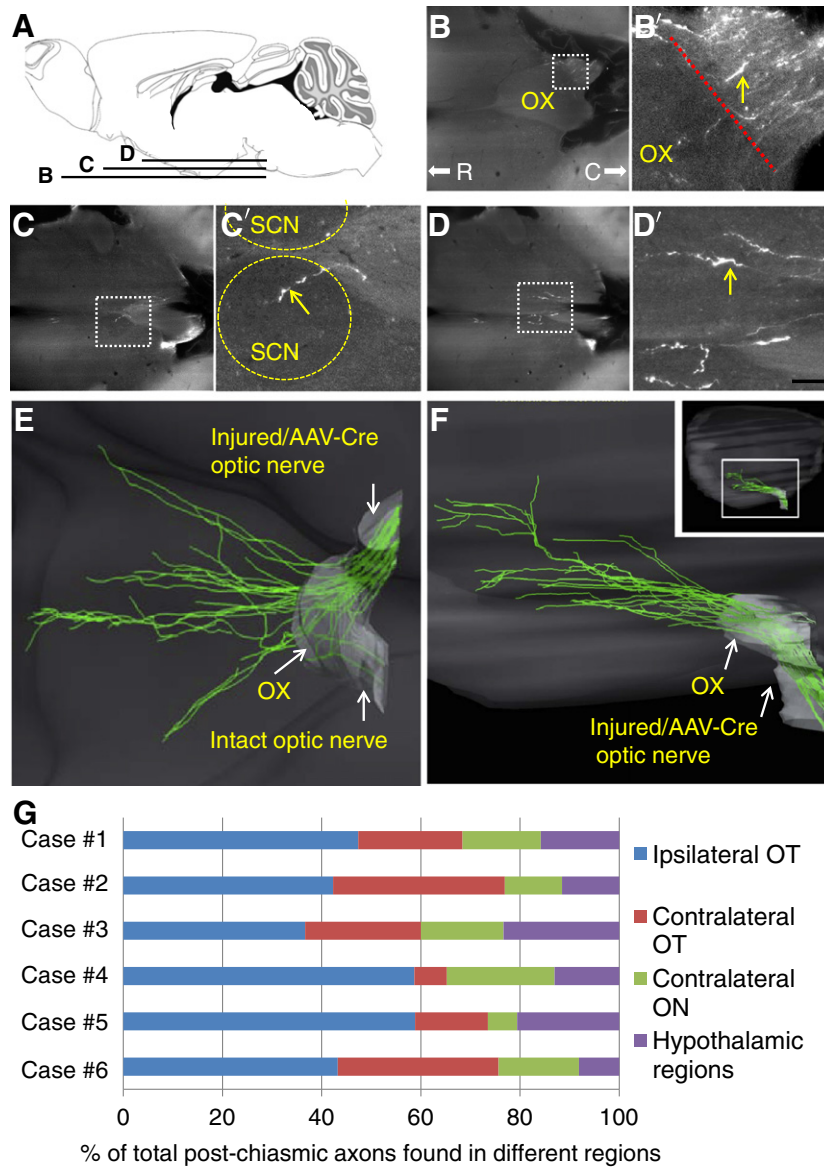 A
D
C
B
B
OX
R
C
B′
OX
C
C′
SCN
SCN
D
D′
E
Injured/AAV-Cre
optic nerve
OX
Intact optic nerve
F
OX
Injured/AAV-Cre
optic nerve
G
Case #1
Case #2
Case #3
Case #4
Case #5
Case #6
0 20 40 60 80 100
% of total post-chiasmic axons found in different regions
Ipsilateral OT
Contralateral
OT
Contralateral
ON
Hypothalamic
regions